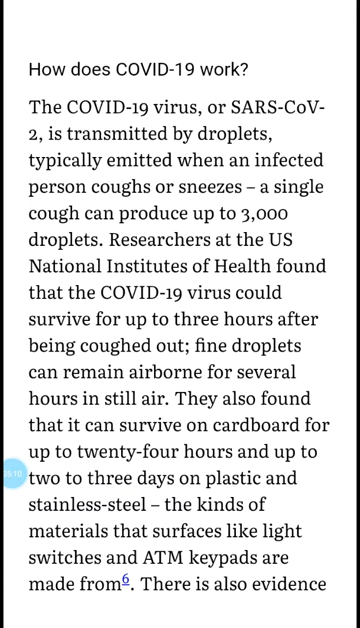 How does COVID-19 work?
The COVID-19 virus, or SARS-CoV-
2, is transmitted by droplets,
typically emitted when an infected
person coughs or sneezes – a single
cough can produce up to 3,000
droplets. Researchers at the US
National Institutes of Health found
that the COVID-19 virus could
survive for up to three hours after
being coughed out; fine droplets
can remain airborne for several
hours in still air. They also found
that it can survive on cardboard for
up to twenty-four hours and up to
two to three days on plastic and
stainless-steel – the kinds of
materials that surfaces like light
switches and ATM keypads are
made from6. There is also evidence